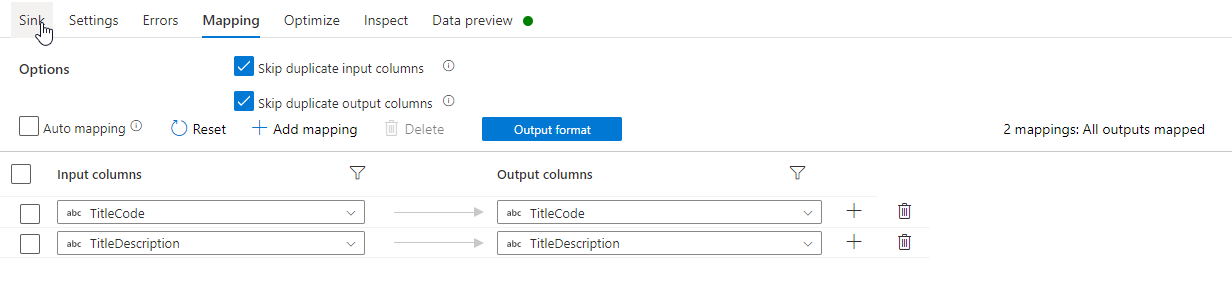 Sink Settings Errors Mapping Optimize Inspect Data preview
Options Skip duplicate input columns
Skip duplicate output columns
Auto mapping Reset Add mapping Delete Output format 2 mappings: All outputs mapped
Input columns Output columns
abc TitleCode abc TitleCode
abc TitleDescription abc TitleDescription